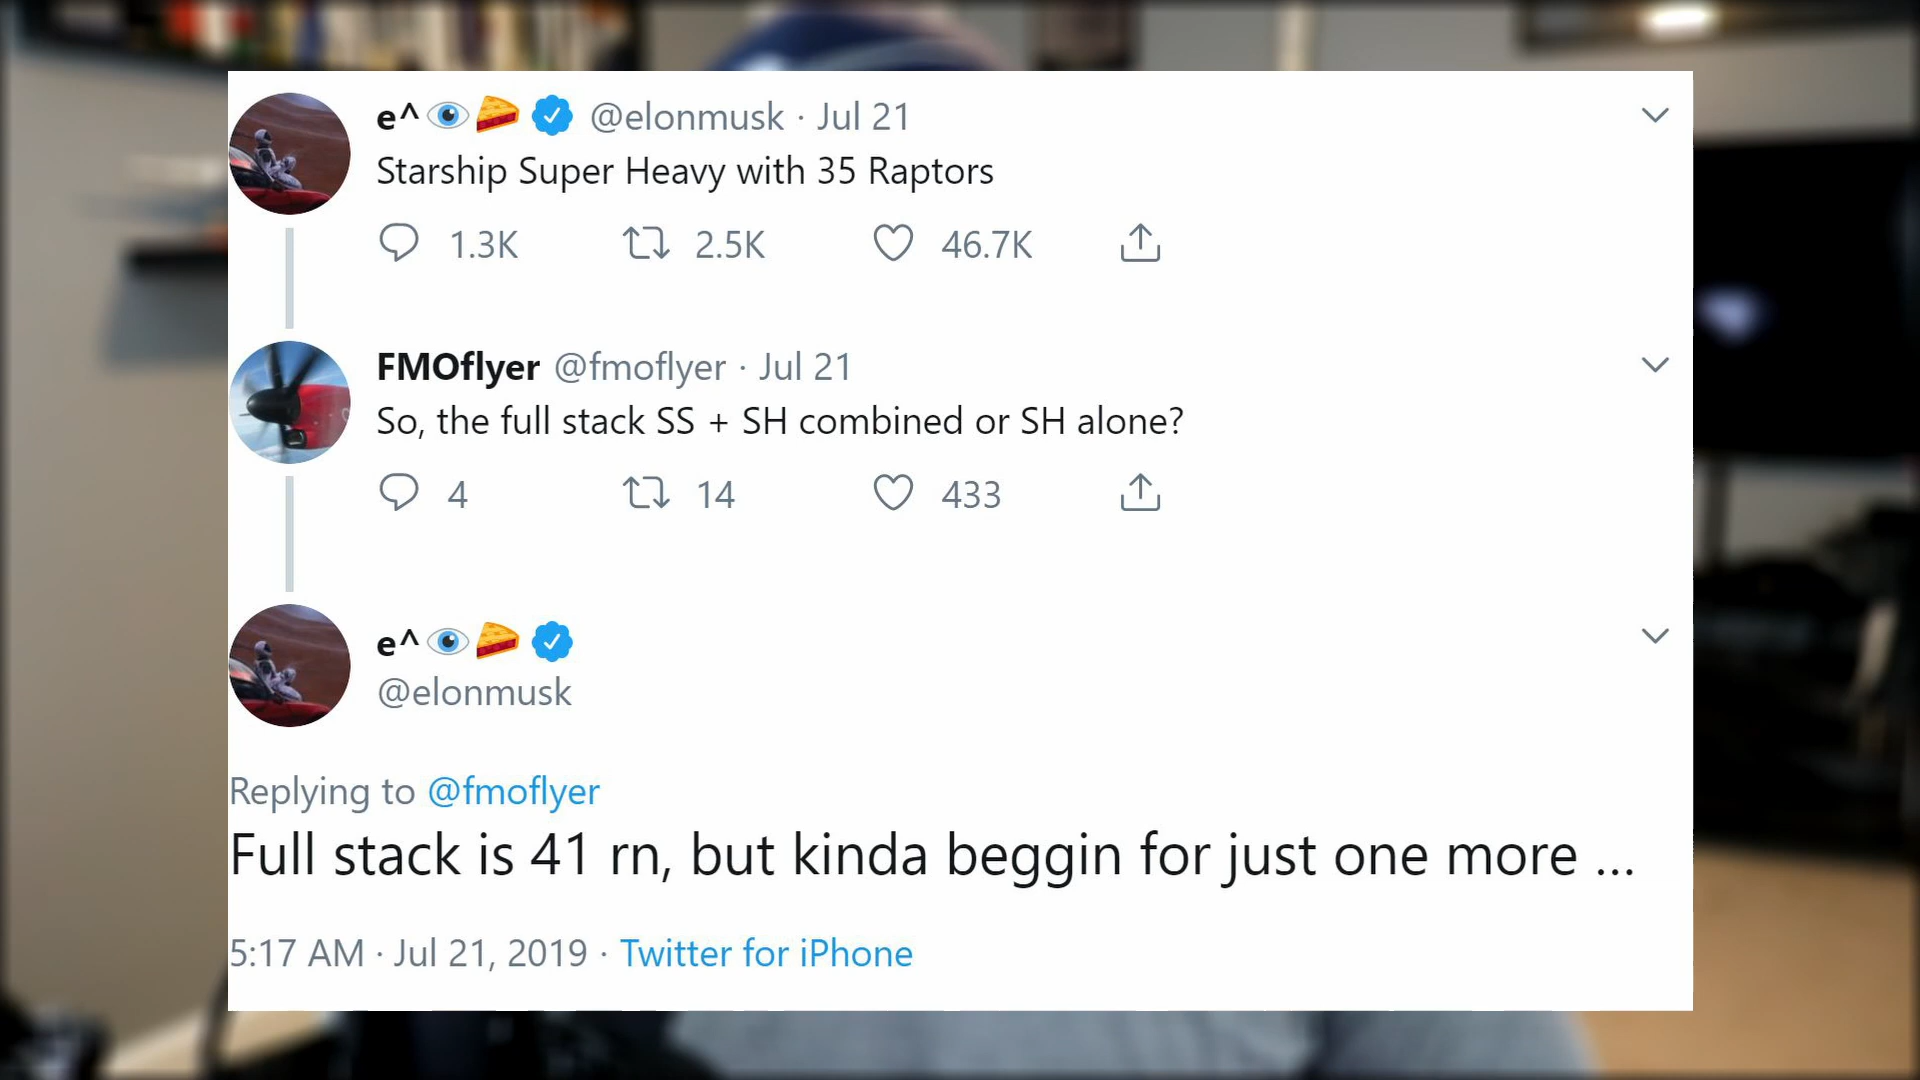 e^👁🥧 @elonmusk · Jul 21
Starship Super Heavy with 35 Raptors
1.3K 2.5K 46.7K
FMOflyer @fmoflyer · Jul 21
So, the full stack SS + SH combined or SH alone?
4 14 433
e^👁🥧
@elonmusk
Replying to @fmoflyer
Full stack is 41 rn, but kinda beggin for just one more ...
5:17 AM · Jul 21, 2019 · Twitter for iPhone